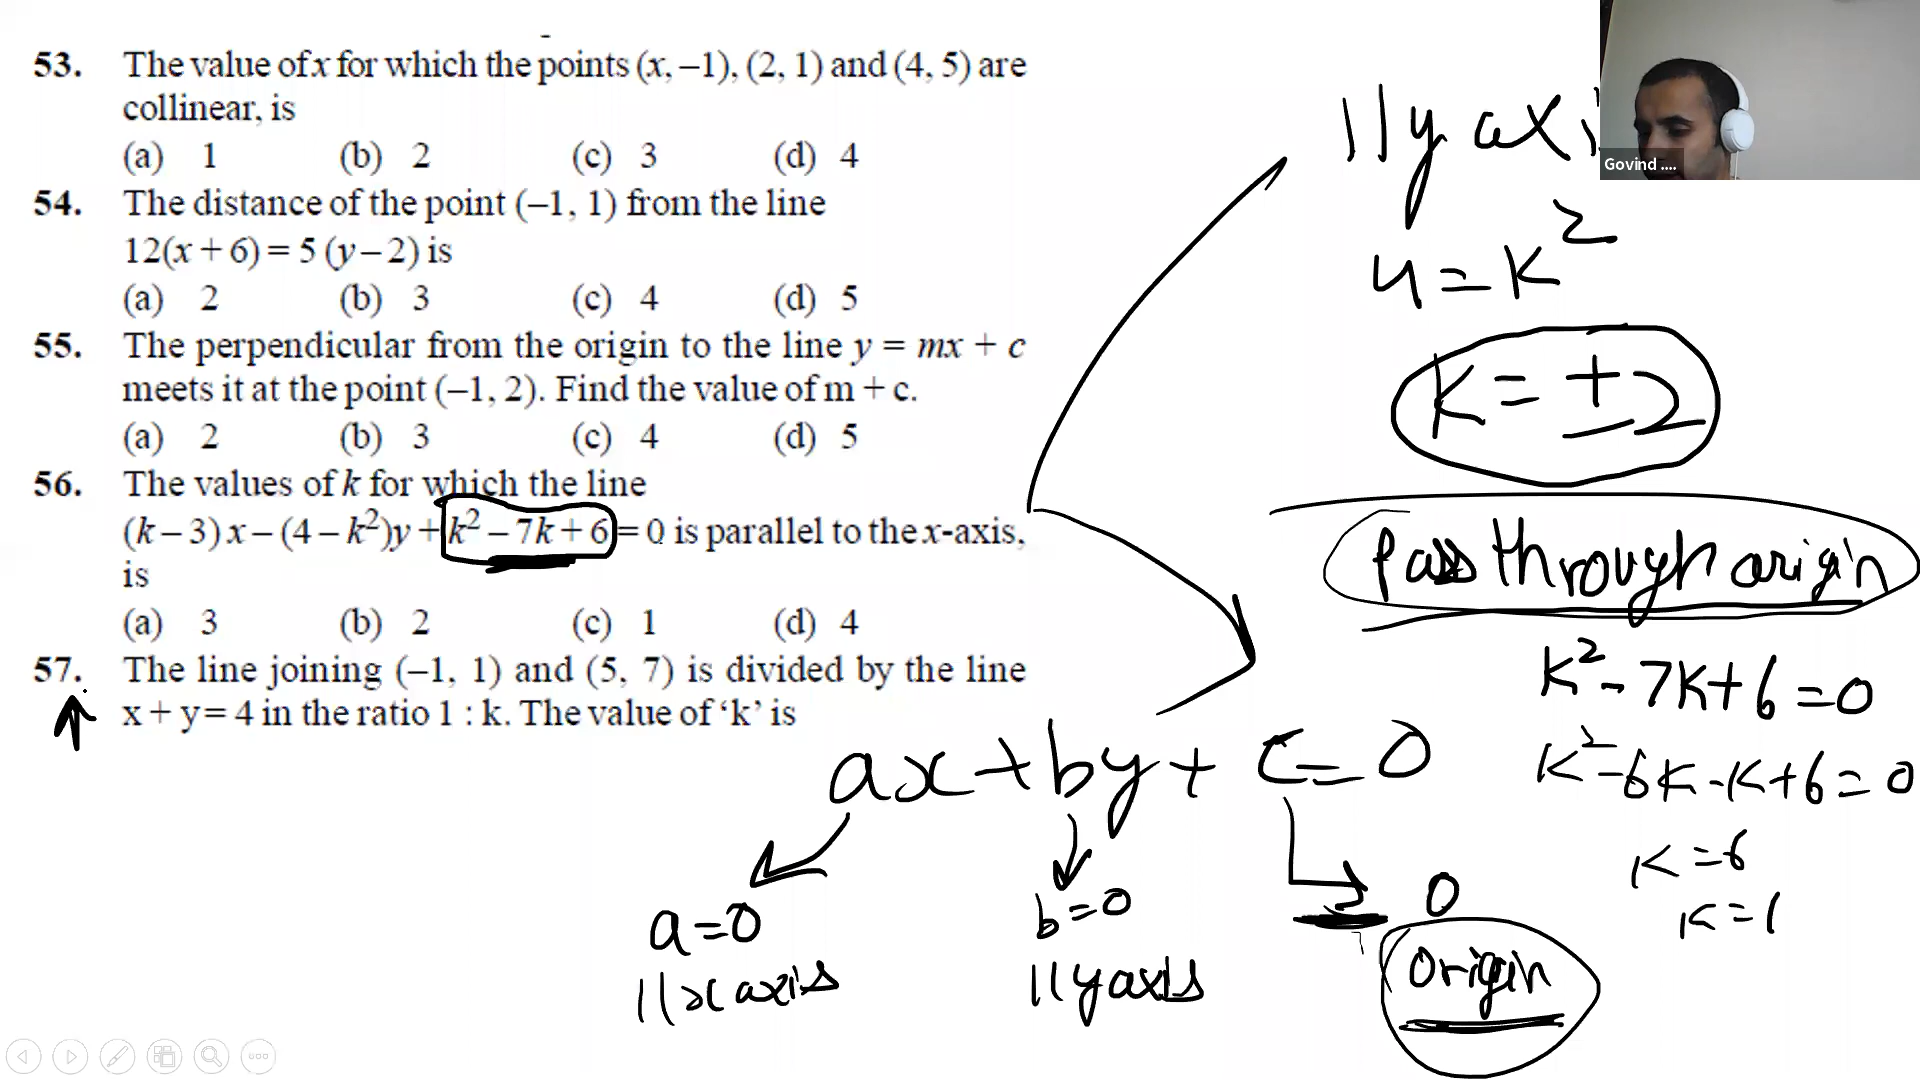 53. The value of x for which the points (x, –1), (2, 1) and (4, 5) are
collinear, is
(a) 1 (b) 2 (c) 3 (d) 4
54. The distance of the point (–1, 1) from the line
12(x + 6) = 5 (y – 2) is
(a) 2 (b) 3 (c) 4 (d) 5
55. The perpendicular from the origin to the line y = mx + c
meets it at the point (–1, 2). Find the value of m + c.
(a) 2 (b) 3 (c) 4 (d) 5
56. The values of k for which the line
(k – 3) x – (4 – k²)y + k² – 7k + 6 = 0 is parallel to the x-axis,
is
(a) 3 (b) 2 (c) 1 (d) 4
57. The line joining (–1, 1) and (5, 7) is divided by the line
x + y = 4 in the ratio 1 : k. The value of ‘k’ is
ax + by + c = 0
a = 0
|| x axis
b = 0
|| y axis
0
origin
|| y axi
4 = k²
k = ±2
Pass through origin
k² - 7k + 6 = 0
k² - 6k - k + 6 = 0
k = 6
k = 1
Govind ....